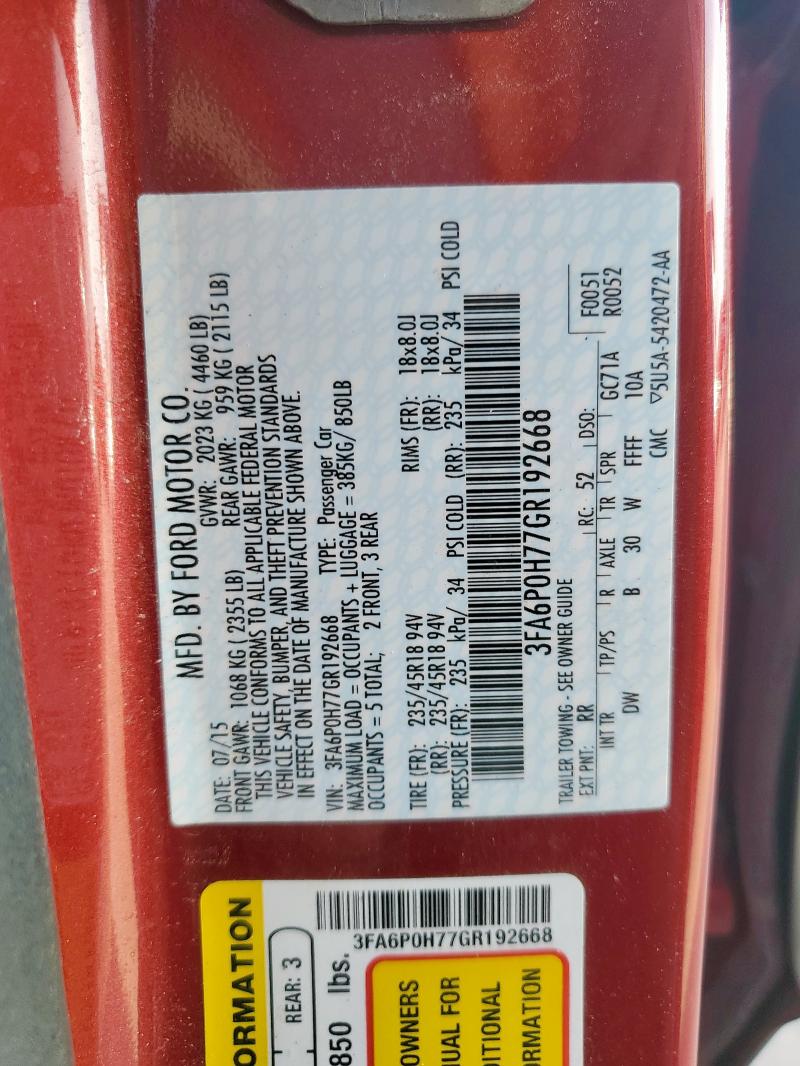 MFD. BY FORD MOTOR CO.
DATE: 07/15 GVWR: 2023 KG ( 4460 LB)
FRONT GAWR: 1068 KG ( 2355 LB) REAR GAWR: 959 KG ( 2115 LB)
THIS VEHICLE CONFORMS TO ALL APPLICABLE FEDERAL MOTOR
VEHICLE SAFETY, BUMPER, AND THEFT PREVENTION STANDARDS
IN EFFECT ON THE DATE OF MANUFACTURE SHOWN ABOVE.
VIN: 3FA6P0H77GR192668 TYPE: Passenger Car
MAXIMUM LOAD = OCCUPANTS + LUGGAGE = 385KG/ 850LB
OCCUPANTS = 5 TOTAL; 2 FRONT, 3 REAR
TIRE (FR): 235/45R18 94V RIMS (FR): 18x8.0J
(RR): 235/45R18 94V (RR): 18x8.0J
PRESSURE (FR): 235 kPa/ 34 PSI COLD (RR): 235 kPa/ 34 PSI COLD
3FA6P0H77GR192668
TRAILER TOWING - SEE OWNER GUIDE F0051
EXT PNT: RR RC: 52 DSO: R0052
INT TR TP/PS R AXLE TR SPR GC71A
DW B 30 W FFFF 10A
CMC ▽5U5A-5420472-AA
ORMATION
REAR: 3
850 lbs.
3FA6P0H77GR192668
OWNERS
UAL FOR
DITIONAL
RMATION